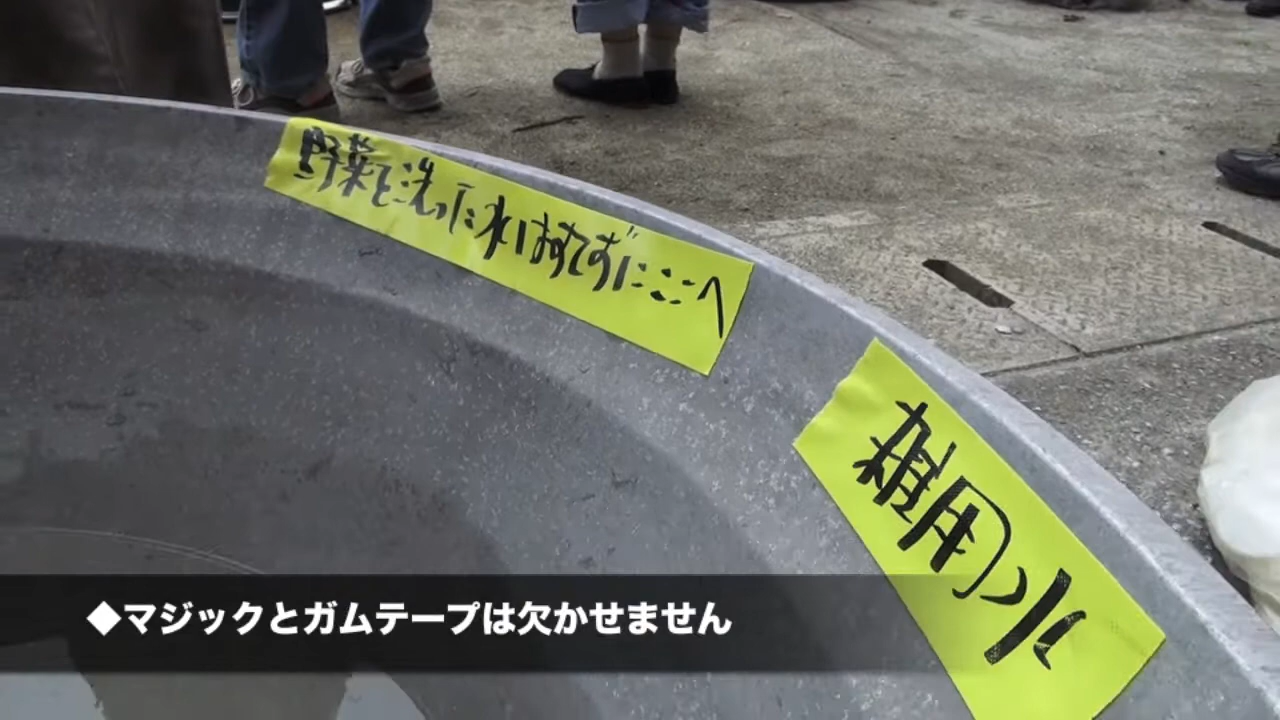 野菜を洗った水はすてずにここへ
雑用水
◆マジックとガムテープは欠かせません